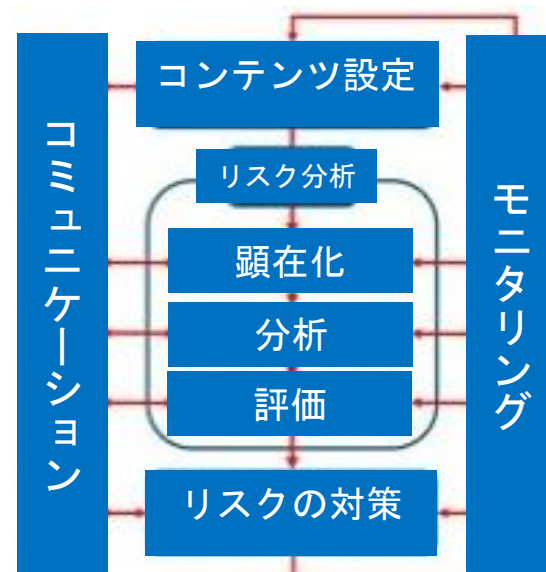 コンテンツ設定
リスク分析
顕在化
分析
評価
リスクの対策
コミュニケーション
モニタリング